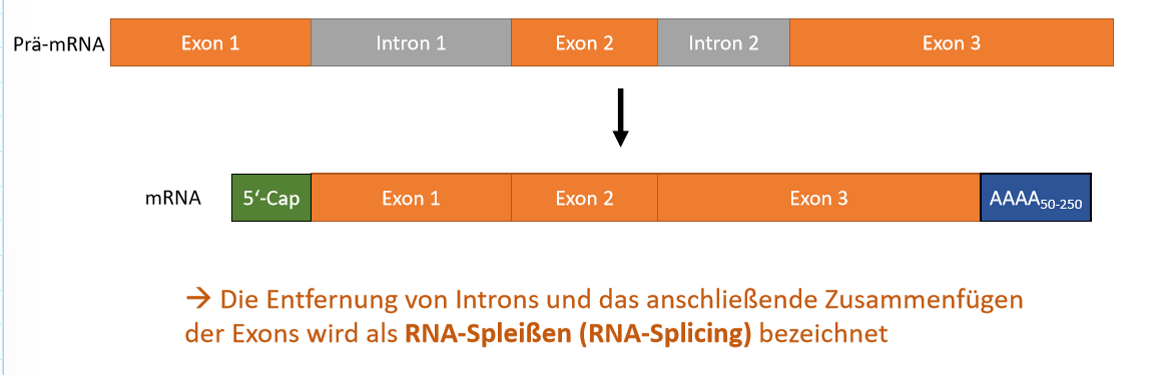 Prä-mRNA Exon 1 Intron 1 Exon 2 Intron 2 Exon 3
mRNA 5‘-Cap Exon 1 Exon 2 Exon 3 AAAA50-250
→ Die Entfernung von Introns und das anschließende Zusammenfügen
der Exons wird als RNA-Spleißen (RNA-Splicing) bezeichnet